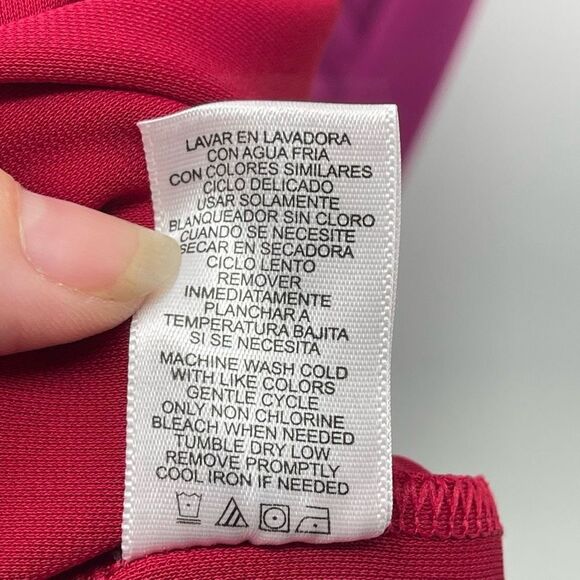 LAVAR EN LAVADORA
CON AGUA FRIA
CON COLORES SIMILARES
CICLO DELICADO
USAR SOLAMENTE
BLANQUEADOR SIN CLORO
CUANDO SE NECESITE
SECAR EN SECADORA
CICLO LENTO
REMOVER
INMEDIATAMENTE
PLANCHAR A
TEMPERATURA BAJITA
SI SE NECESITA
MACHINE WASH COLD
WITH LIKE COLORS
GENTLE CYCLE
ONLY NON CHLORINE
BLEACH WHEN NEEDED
TUMBLE DRY LOW
REMOVE PROMPTLY
COOL IRON IF NEEDED